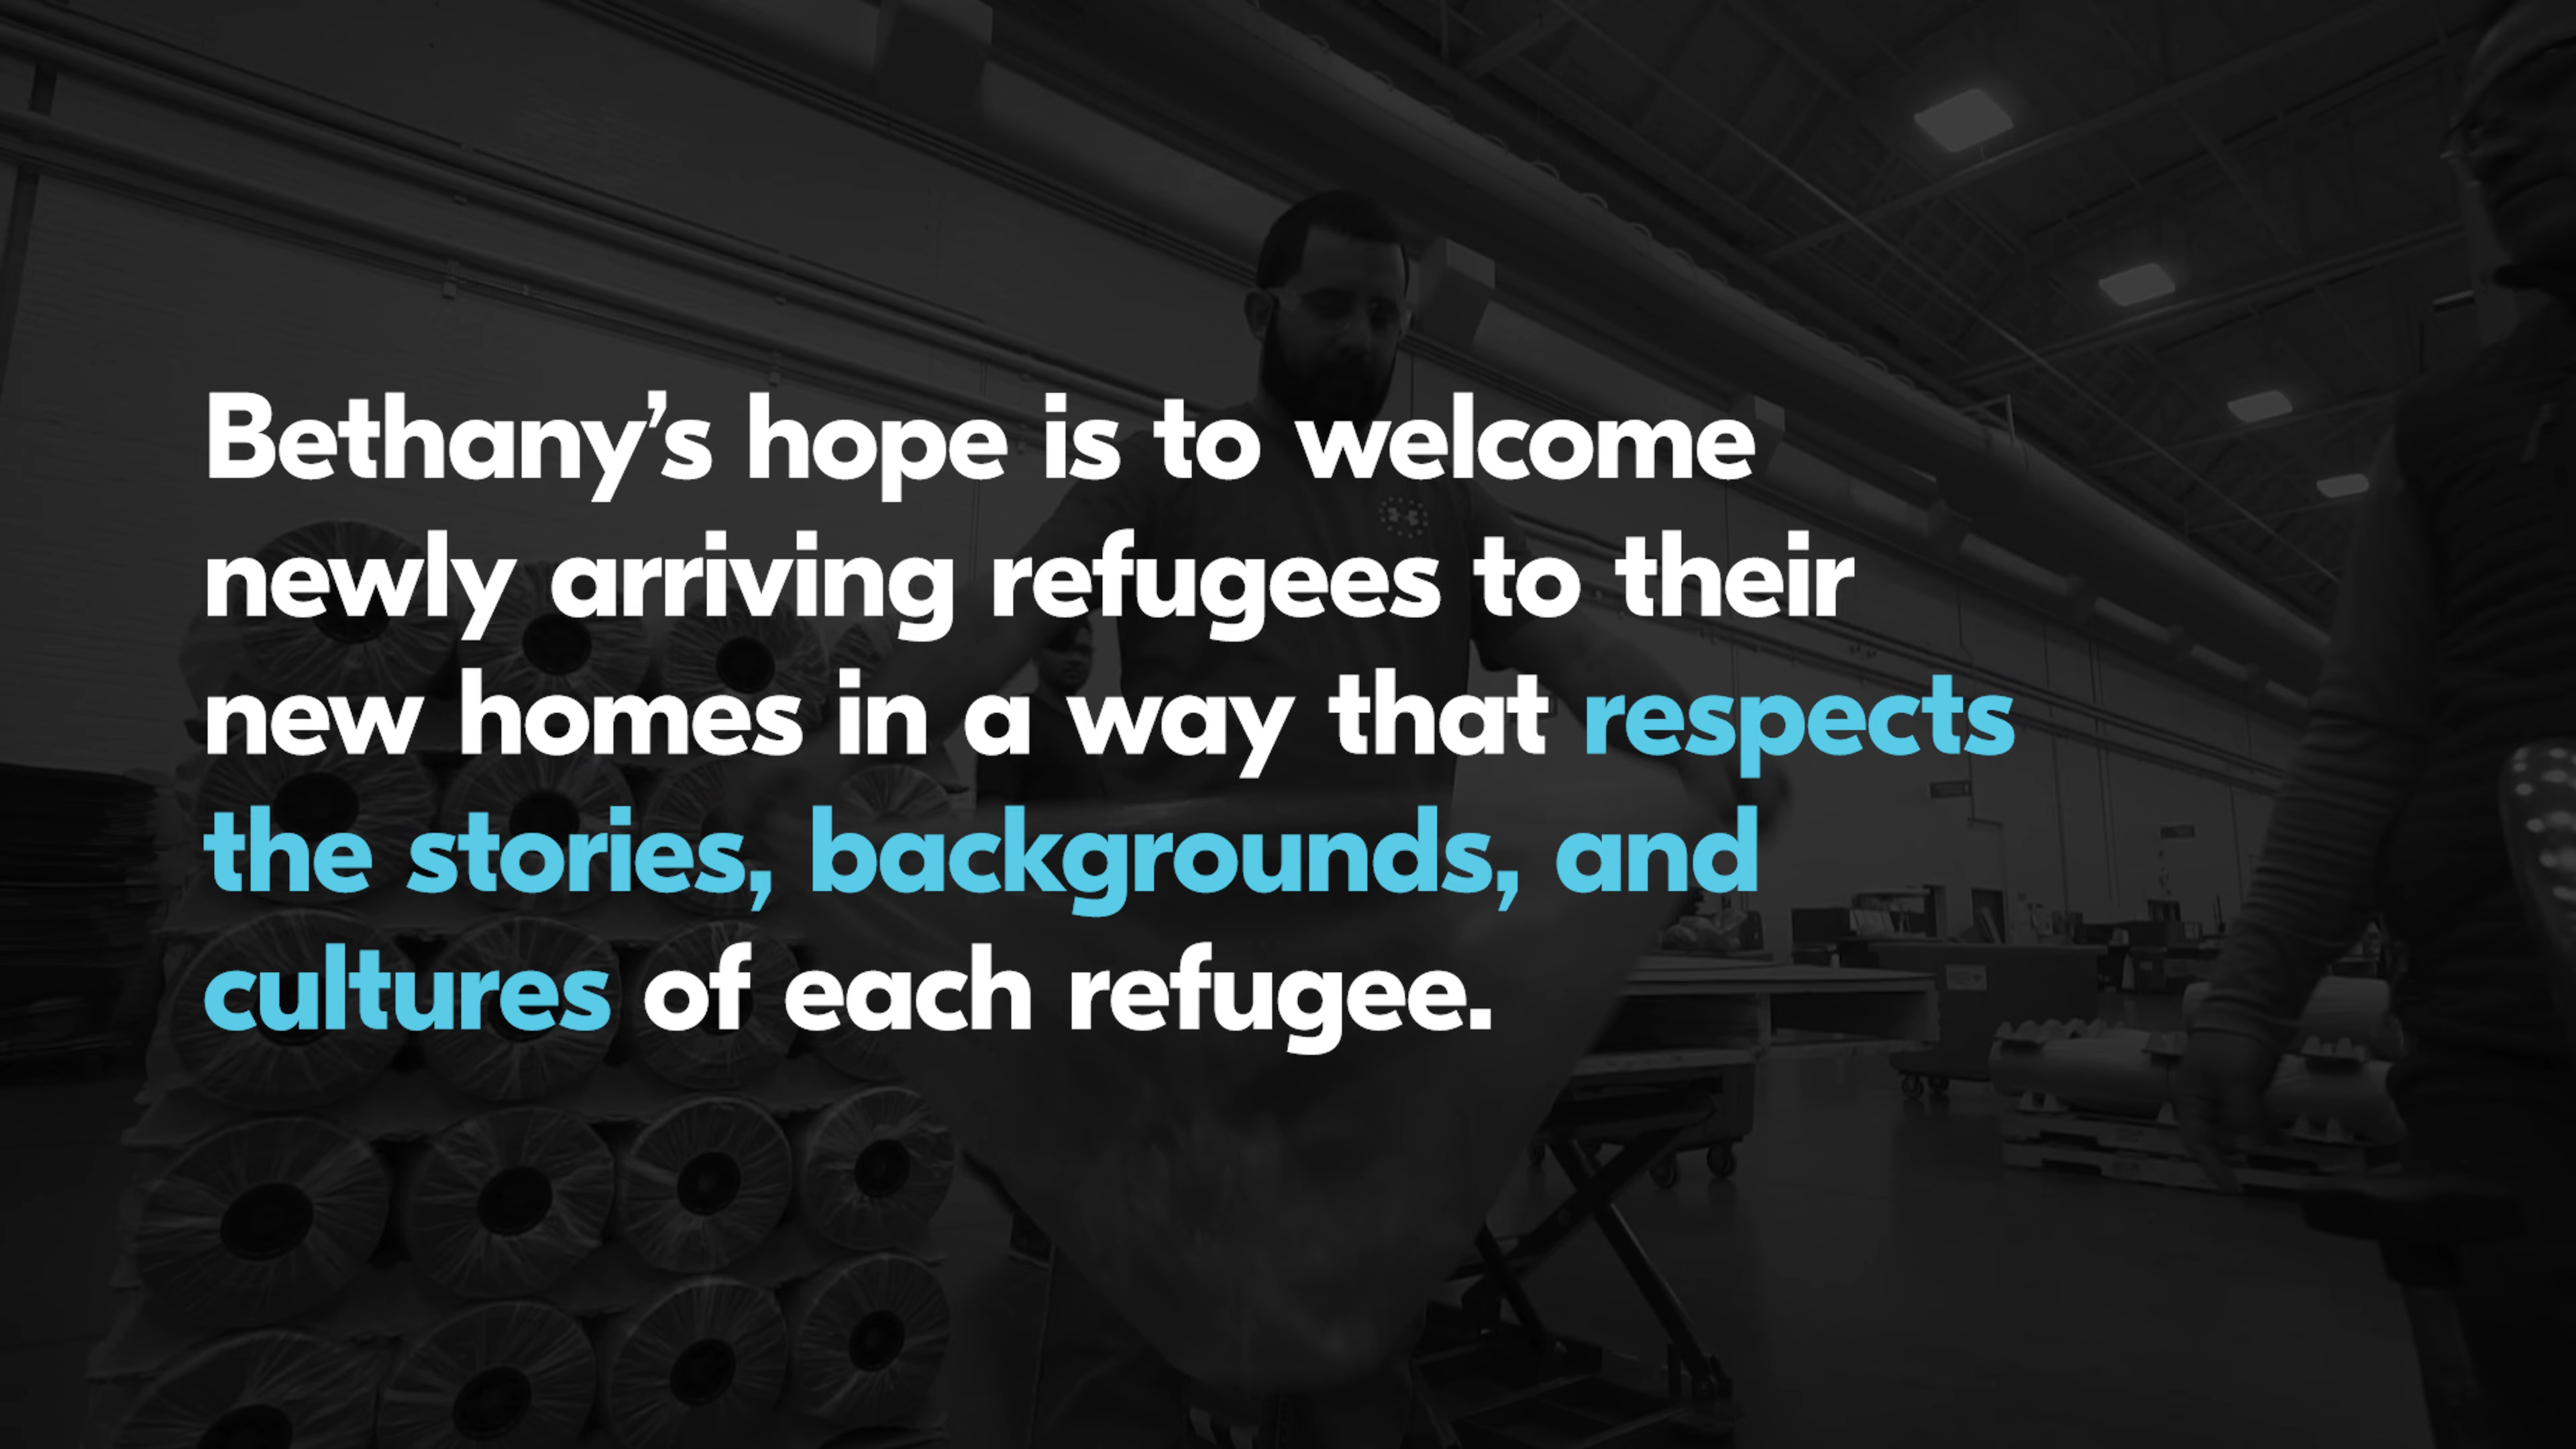 Bethany’s hope is to welcome
newly arriving refugees to their
new homes in a way that respects
the stories, backgrounds, and
cultures of each refugee.